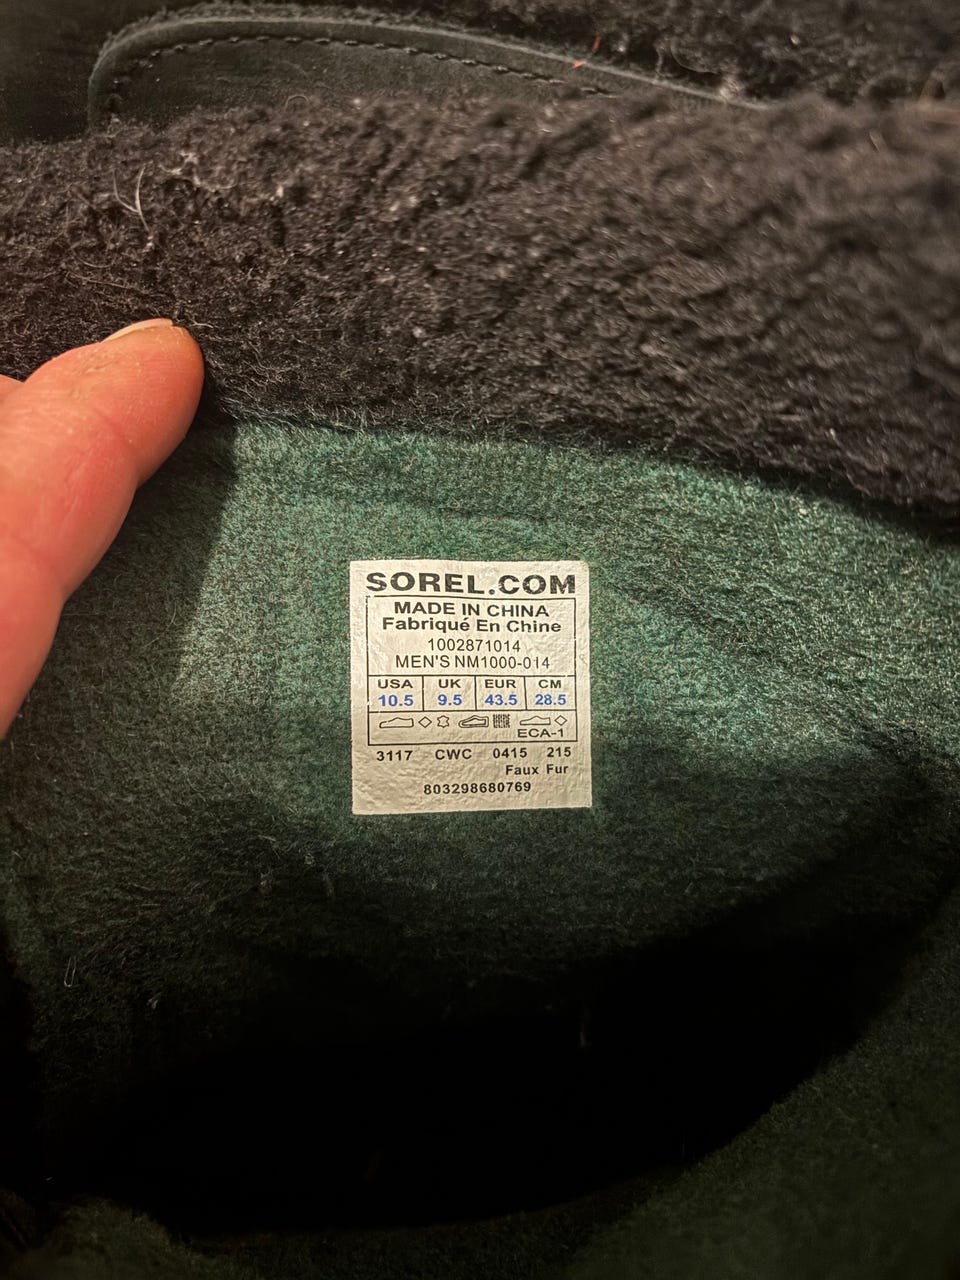 SOREL.COM
MADE IN CHINA
Fabriqué En Chine
1002871014
MEN'S NM1000-014
USA UK EUR CM
10.5 9.5 43.5 28.5
ECA-1
3117 CWC 0415 215
Faux Fur
803298680769